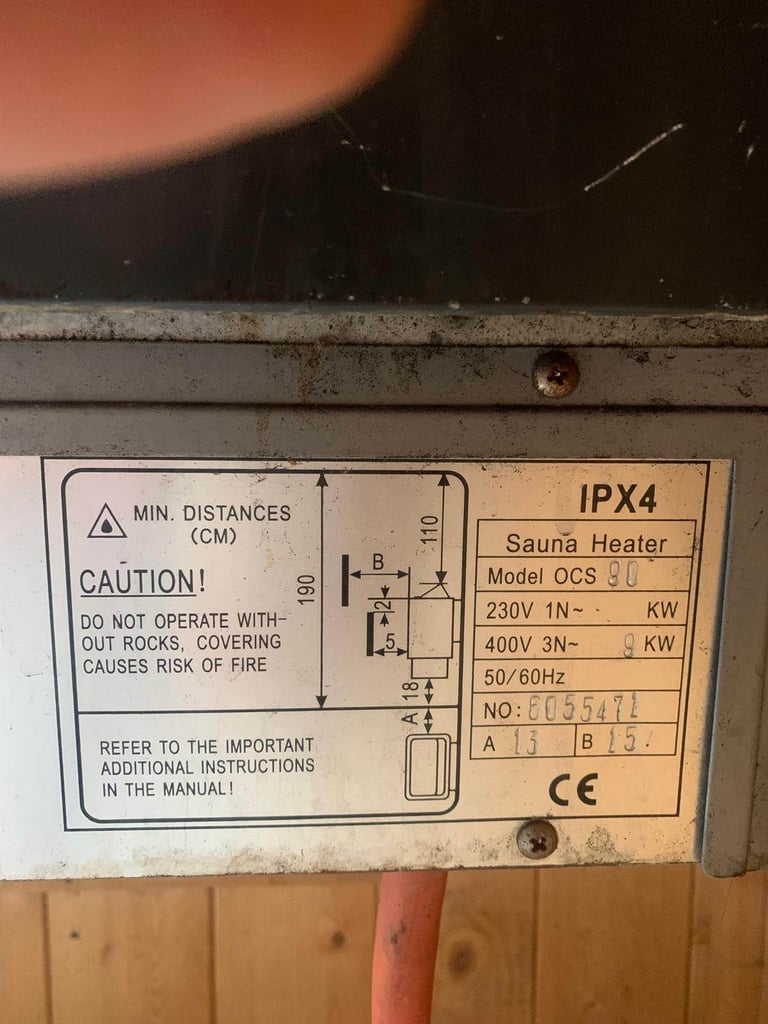 MIN. DISTANCES
(CM)
CAUTION!
DO NOT OPERATE WITH-
OUT ROCKS, COVERING
CAUSES RISK OF FIRE
190
110
B
2
5
18
A
REFER TO THE IMPORTANT
ADDITIONAL INSTRUCTIONS
IN THE MANUAL!
IPX4
Sauna Heater
Model OCS 90
230V 1N~ KW
400V 3N~ 9 KW
50/60Hz
NO: 6055471
A 13 B 15
CE